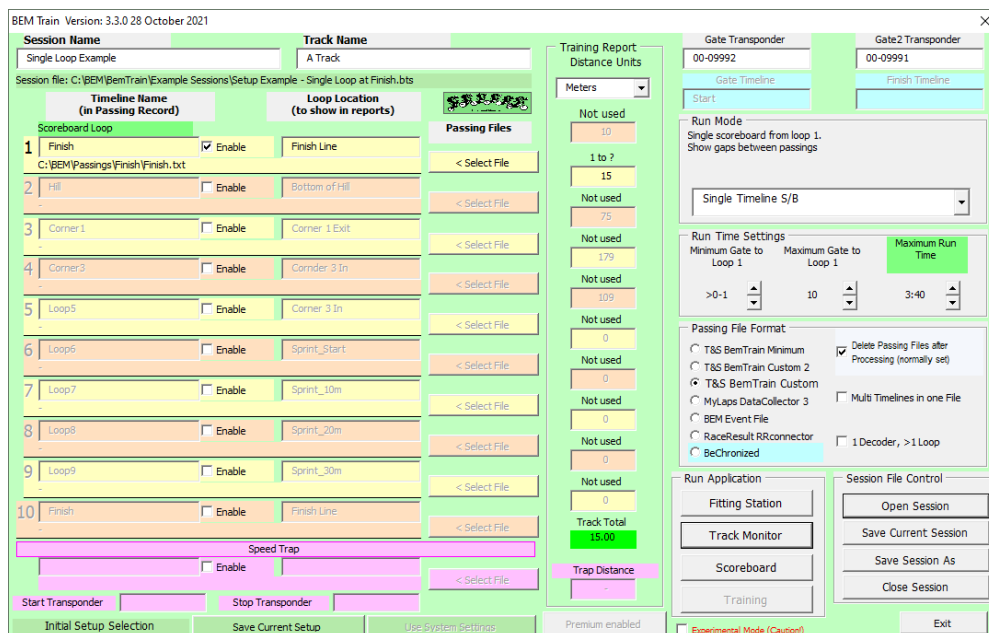 BEM Train Version: 3.3.0 28 October 2021
Session Name
Track Name
Single Loop Example
A Track
Session file: C:\BEM\BemTrain\Example Sessions\Setup Example - Single Loop at Finish.bts
Timeline Name
(in Passing Record)
Loop Location
(to show in reports)
Scoreboard Loop
Passing Files
1 Finish Enable Finish Line < Select File
C:\BEM\Passings\Finish\Finish.txt
2 Hill Enable Bottom of Hill < Select File
-
3 Corner1 Enable Corner 1 Exit < Select File
-
4 Corner3 Enable Cornder 3 In < Select File
-
5 Loop5 Enable Corner 3 In < Select File
-
6 Loop6 Enable Sprint_Start < Select File
-
7 Loop7 Enable Sprint_10m < Select File
-
8 Loop8 Enable Sprint_20m < Select File
-
9 Loop9 Enable Sprint_30m < Select File
-
10 Finish Enable Finish Line < Select File
-
Speed Trap
Enable < Select File
Start Transponder Stop Transponder
Initial Setup Selection Save Current Setup Use System Settings Premium enabled
Training Report
Distance Units
Meters
Not used
10
1 to ?
15
Not used
75
Not used
179
Not used
109
Not used
0
Not used
0
Not used
0
Not used
0
Not used
0
Track Total
15.00
Trap Distance
-
Gate Transponder Gate2 Transponder
00-09992 00-09991
Gate Timeline Finish Timeline
Start
Run Mode
Single scoreboard from loop 1.
Show gaps between passings
Single Timeline S/B
Run Time Settings
Minimum Gate to
Loop 1
Maximum Gate to
Loop 1
Maximum Run
Time
>0-1 10 3:40
Passing File Format
T&S BemTrain Minimum
T&S BemTrain Custom 2
T&S BemTrain Custom
MyLaps DataCollector 3
BEM Event File
RaceResult RRconnector
BeChronized
Delete Passing Files after
Processing (normally set)
Multi Timelines in one File
1 Decoder, >1 Loop
Run Application
Fitting Station
Track Monitor
Scoreboard
Training
Session File Control
Open Session
Save Current Session
Save Session As
Close Session
Experimental Mode (Caution!)
Exit